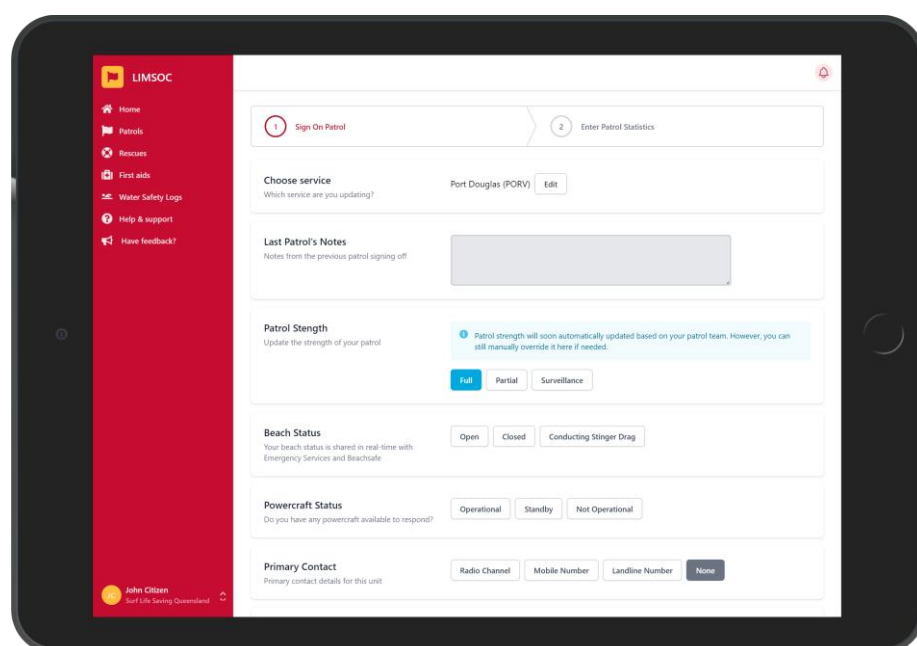 LIMSOC
Home
Patrols
Rescues
First aids
Water Safety Logs
Help & support
Have feedback?
John Citizen
Surf Life Saving Queensland
1 Sign On Patrol
2 Enter Patrol Statistics
Choose service
Which service are you updating?
Port Douglas (PORV) Edit
Last Patrol's Notes
Notes from the previous patrol signing off
Patrol Stength
Update the strength of your patrol
Patrol strength will soon automatically updated based on your patrol team. However, you can
still manually override it here if needed.
Full Partial Surveillance
Beach Status
Your beach status is shared in real-time with
Emergency Services and Beachsafe
Open Closed Conducting Stinger Drag
Powercraft Status
Do you have any powercraft available to respond?
Operational Standby Not Operational
Primary Contact
Primary contact details for this unit
Radio Channel Mobile Number Landline Number None